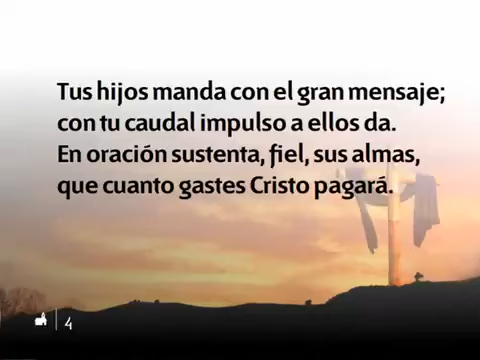 Tus hijos manda con el gran mensaje;
con tu caudal impulso a ellos da.
En oración sustenta, fiel, sus almas,
que cuanto gastes Cristo pagará.
4